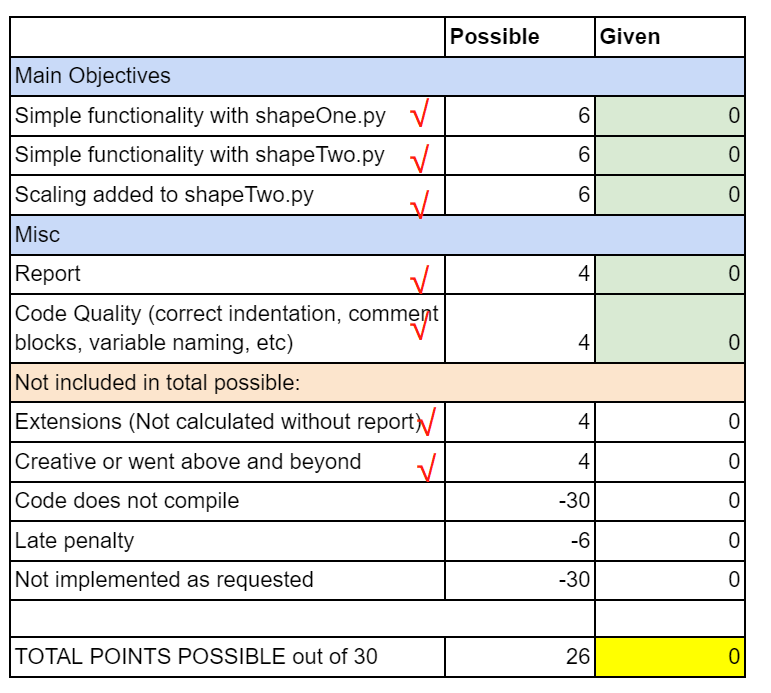 Possible Given
Main Objectives
Simple functionality with shapeOne.py √ 6 0
Simple functionality with shapeTwo.py √ 6 0
Scaling added to shapeTwo.py √ 6 0
Misc
Report √ 4 0
Code Quality (correct indentation, comment
blocks, variable naming, etc) √ 4 0
Not included in total possible:
Extensions (Not calculated without report) √ 4 0
Creative or went above and beyond √ 4 0
Code does not compile -30 0
Late penalty -6 0
Not implemented as requested -30 0
TOTAL POINTS POSSIBLE out of 30 26 0